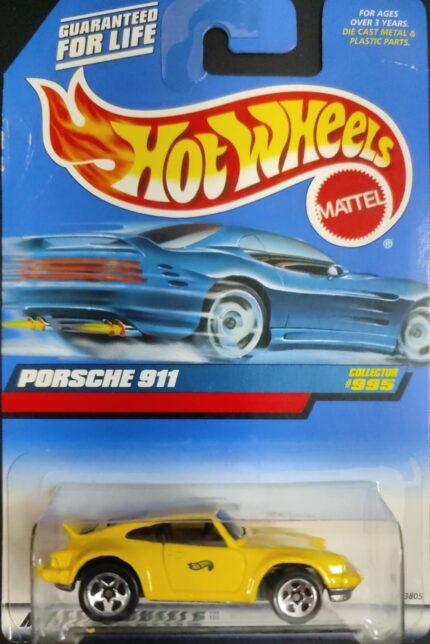 GUARANTEED
FOR LIFE
FOR AGES
OVER 3 YEARS.
DIE CAST METAL &
PLASTIC PARTS.
HOT WHEELS
MATTEL
®
PORSCHE 911
COLLECTOR
#995